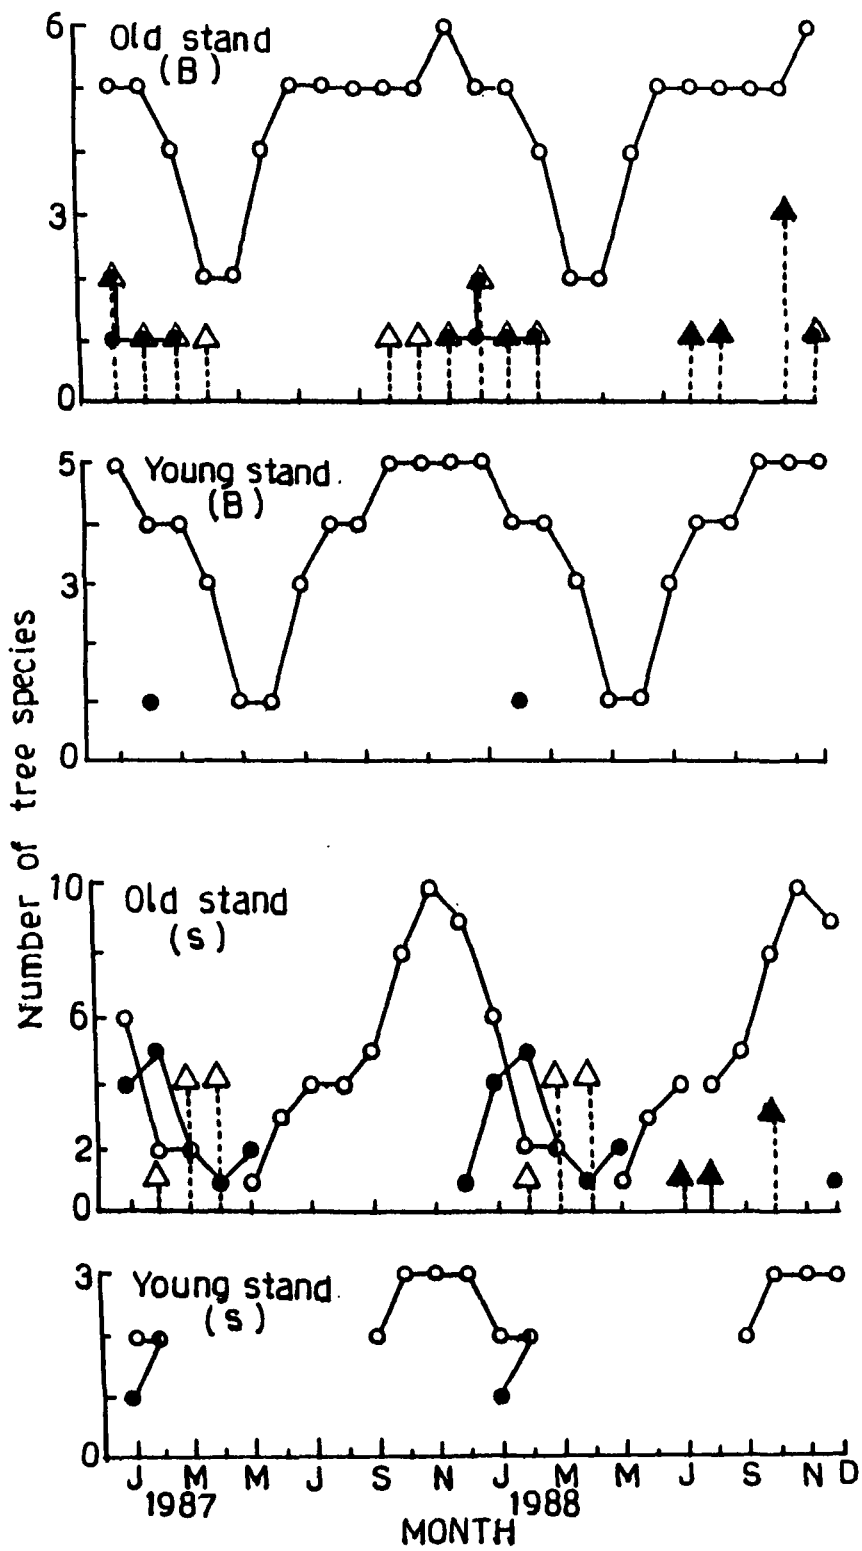 6
Old stand
(B)
3
0
5
Young stand
(B)
3
0
Number of tree species
10
Old stand
(s)
6
2
0
3
Young stand
(s)
0
J M M J S N J M M J S N D
1987 1988
MONTH